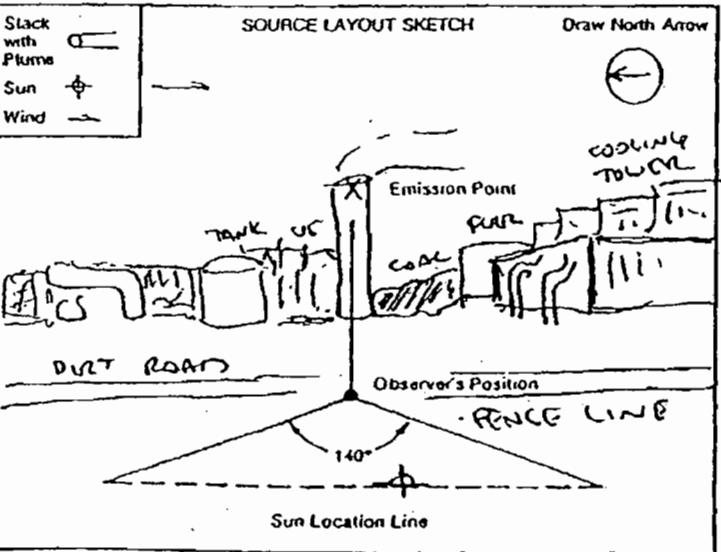 Stack
with
Plume
Sun
Wind
SOURCE LAYOUT SKETCH
Draw North Arrow
X
Emission Point
COOLING
TOWER
TANK
COAL
DIRT ROAD
Observer's Position
FENCE LINE
140°
Sun Location Line